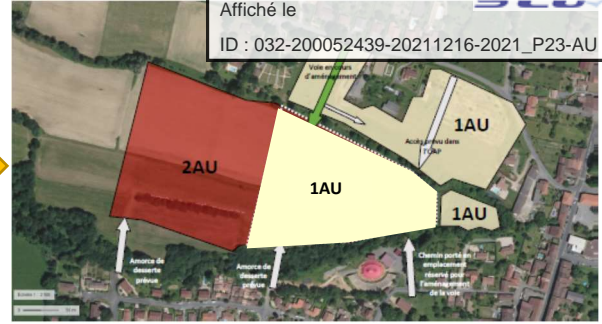 Affiché le
ID : 032-200052439-20211216-2021_P23-AU
Voie en cours
d'aménagement
1AU
Accès prévu dans
l'OAP
2AU
1AU
1AU
Amorce de
desserte
prévue
Amorce de
desserte
prévue
Chemin porté en
emplacement
réservé pour
l'aménagement
de la voie